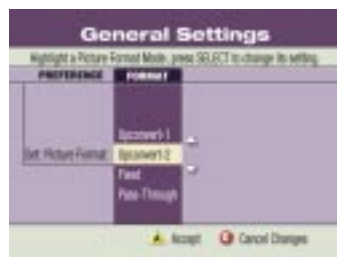 General Settings
Highlight a Picture Format Mode, press SELECT to change its setting.
PREFERENCE FORMAT
Upconvert-1
Set: Picture Format: Upconvert-2
Fixed
Pass-Through
A Accept Cancel Changes